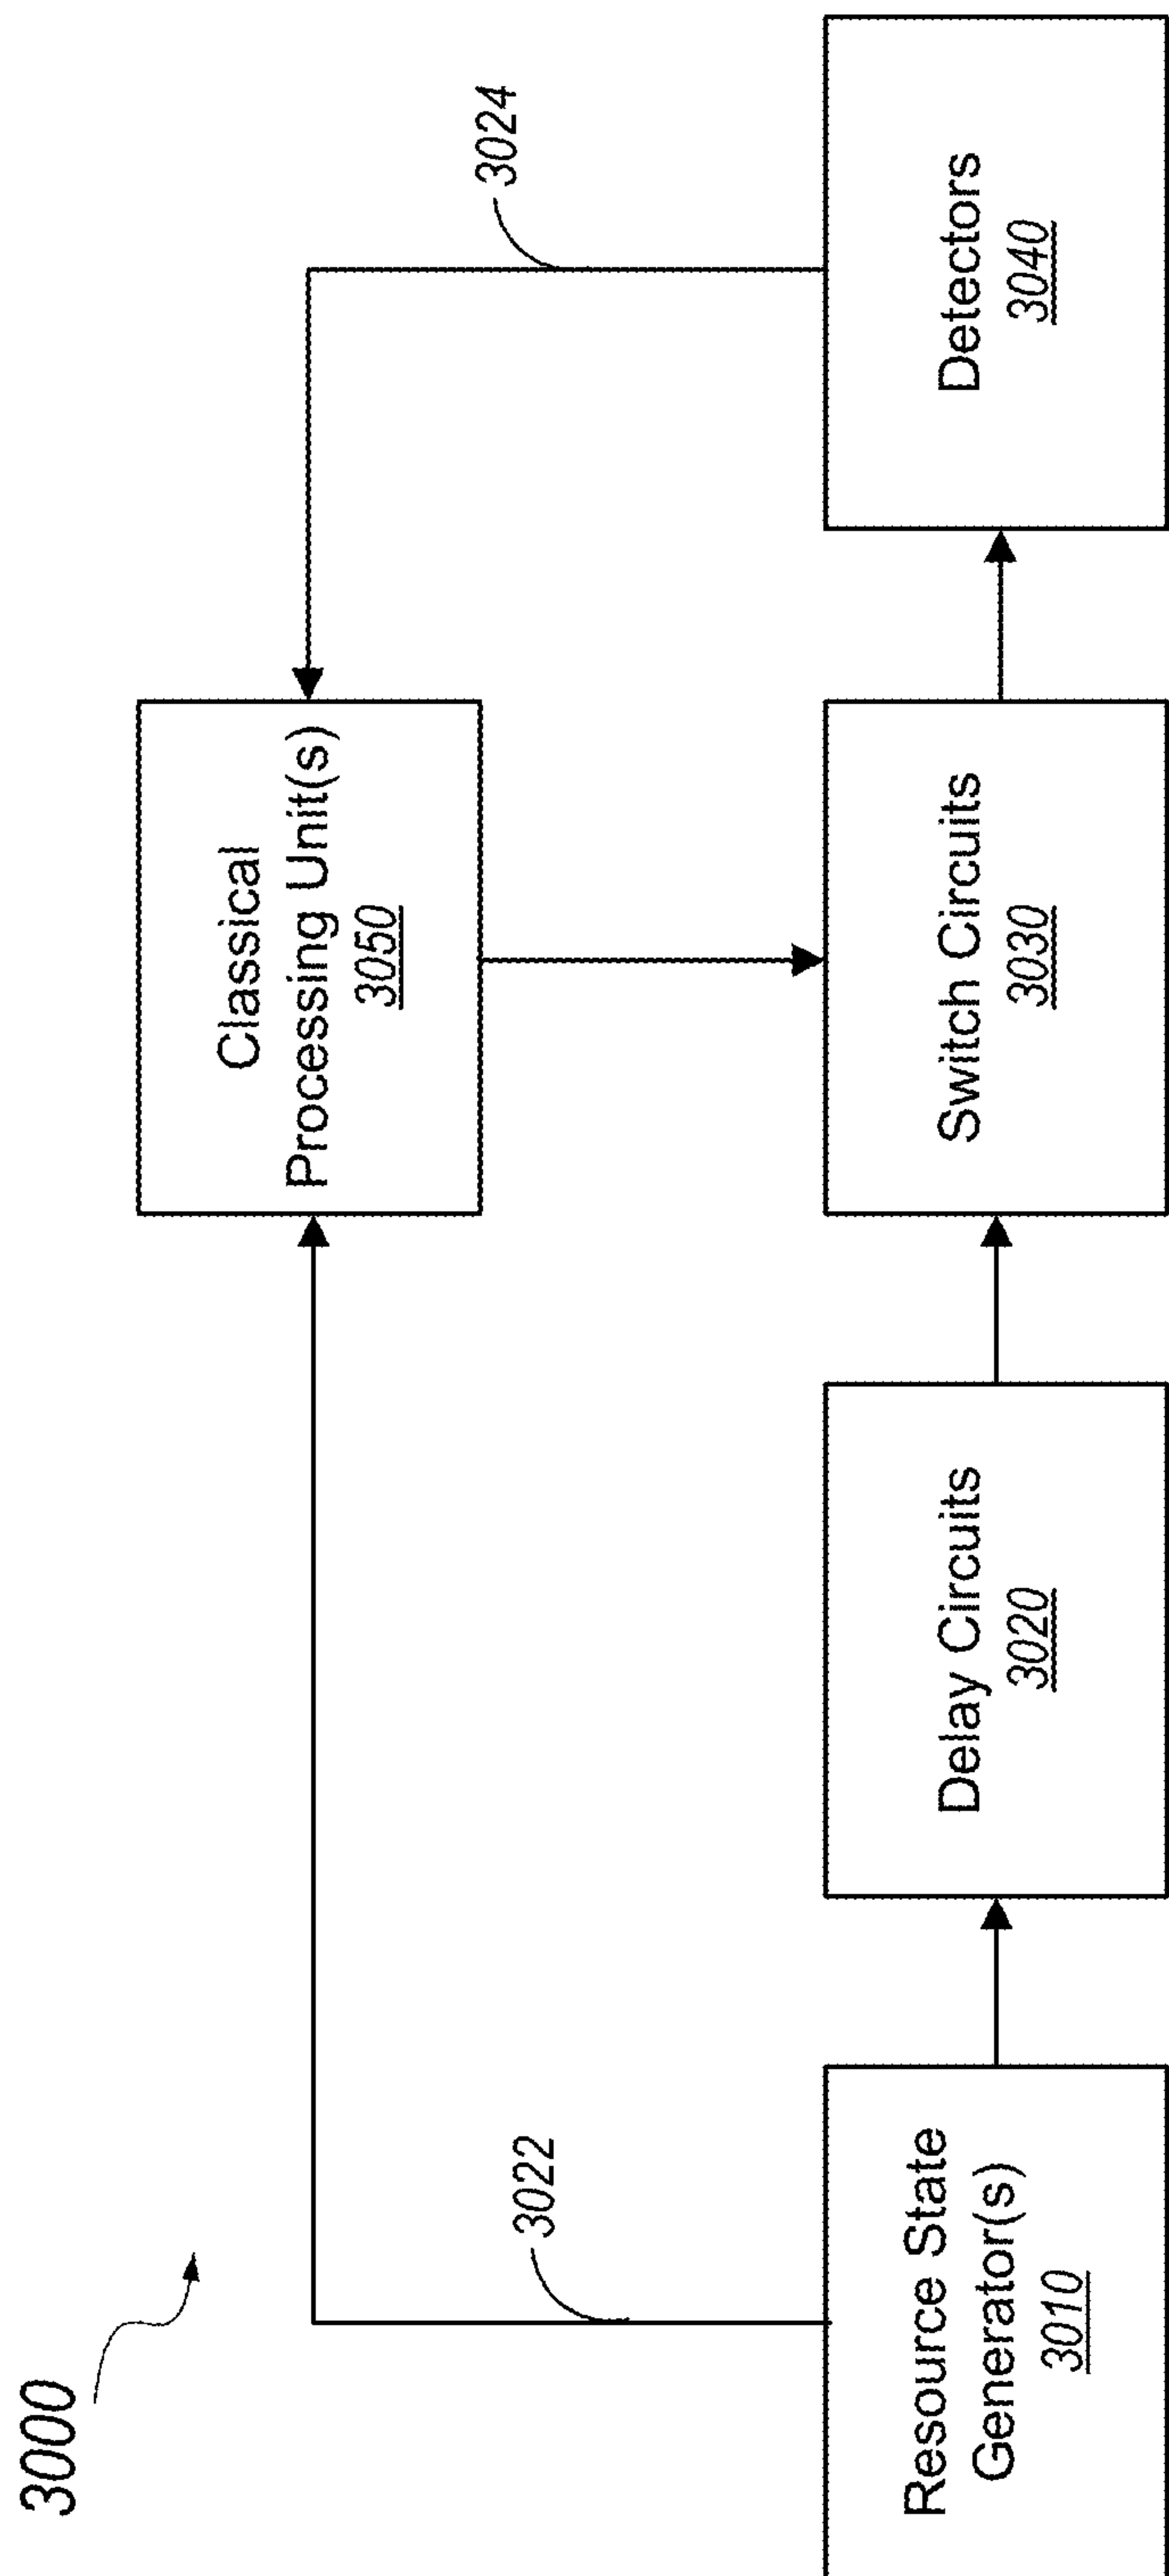 3000
3022
3024
Classical
Processing Unit(s)
3050
Resource State
Generator(s)
3010
Delay Circuits
3020
Switch Circuits
3030
Detectors
3040